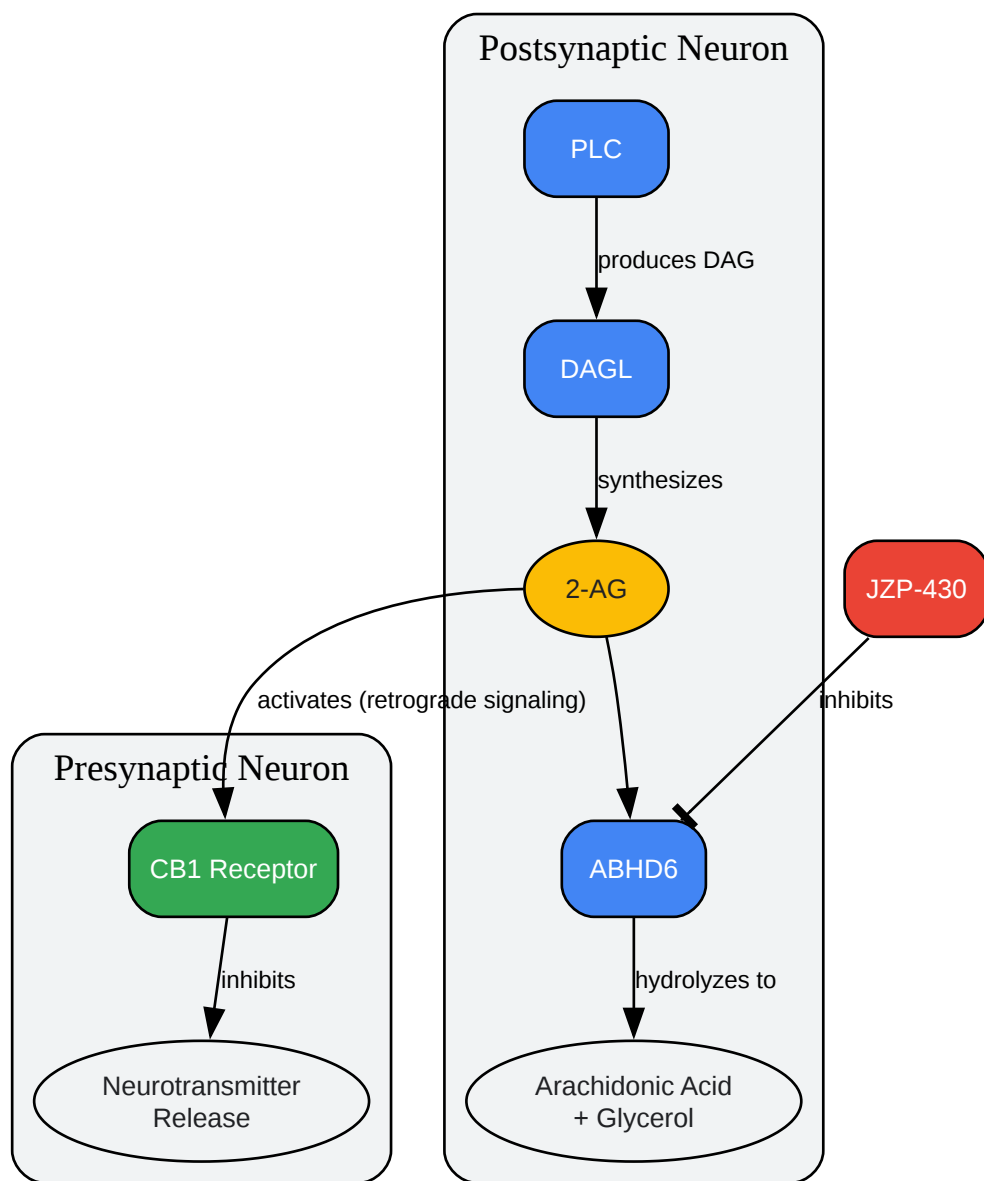 Postsynaptic Neuron
PLC
produces DAG
DAGL
synthesizes
2-AG
JZP-430
activates (retrograde signaling)
inhibits
Presynaptic Neuron
CB1 Receptor
ABHD6
inhibits
hydrolyzes to
Neurotransmitter
Release
Arachidonic Acid
+ Glycerol